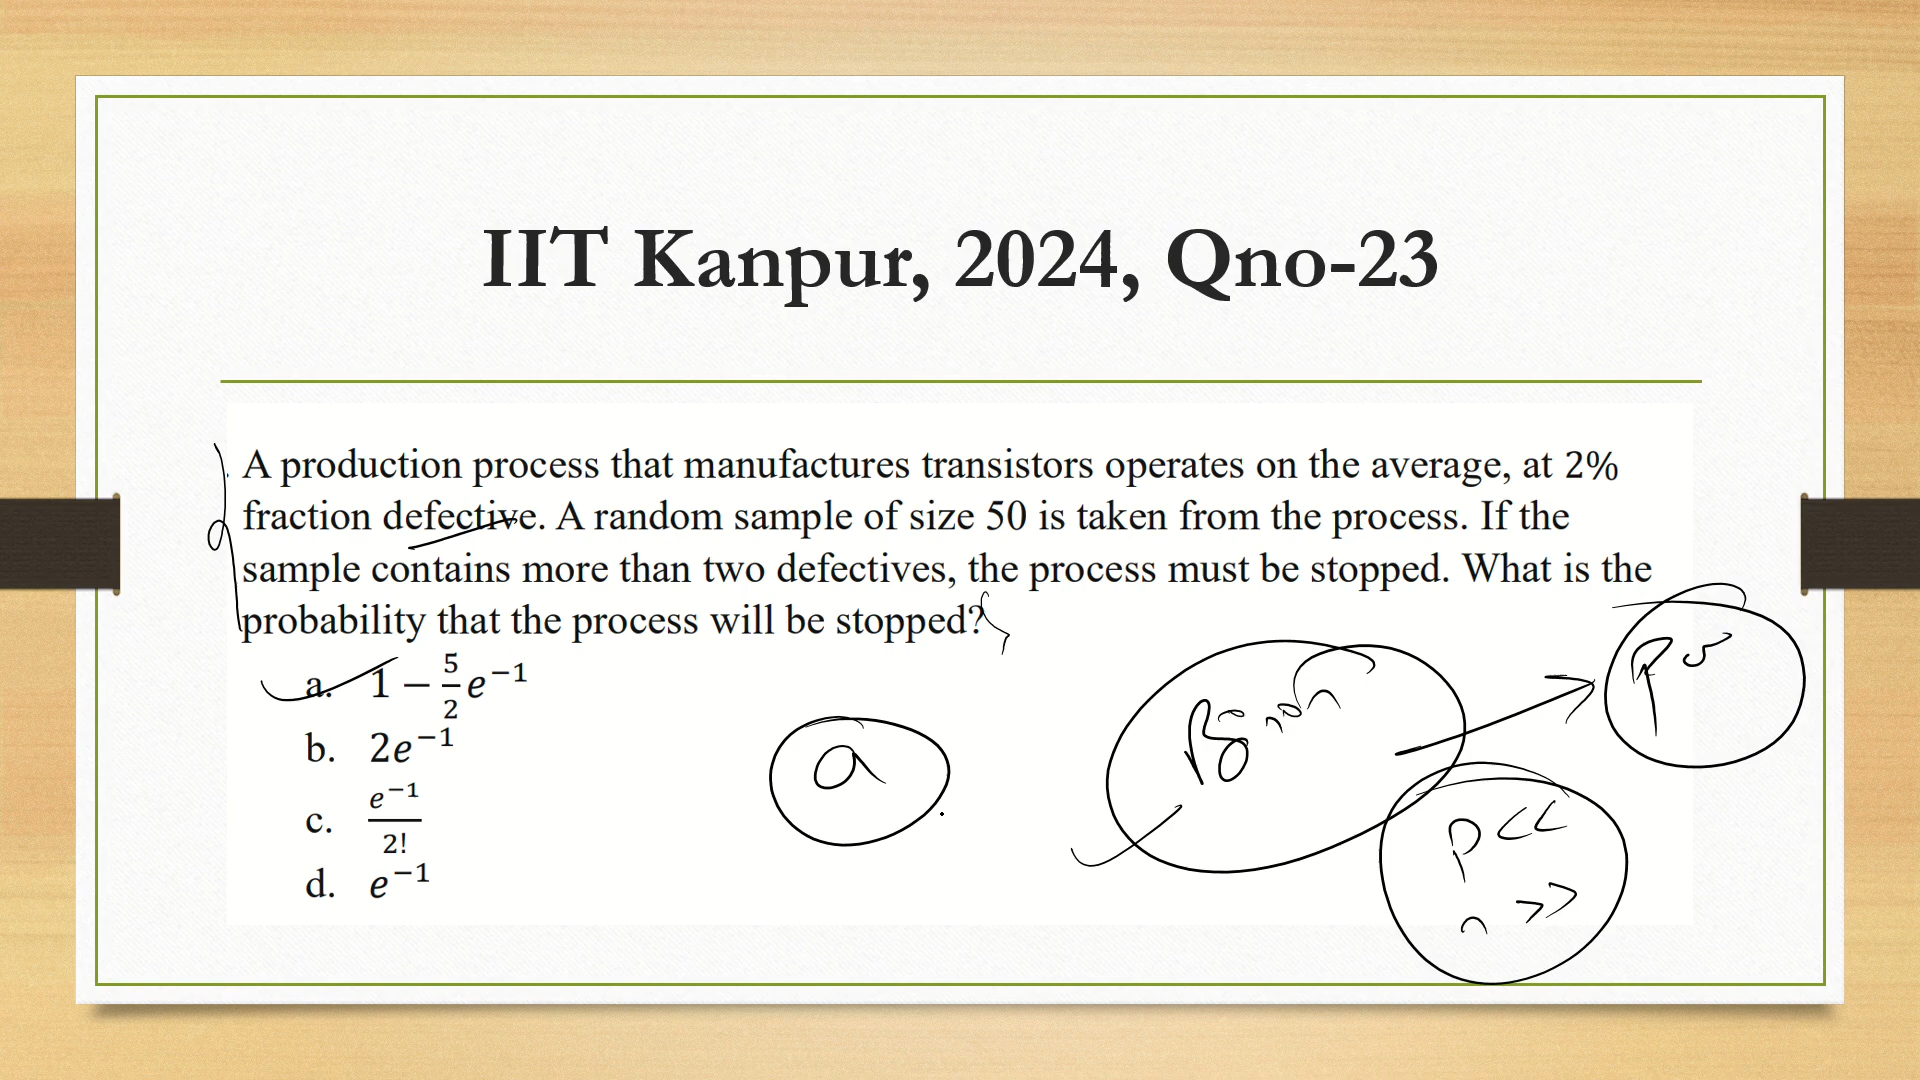 IIT Kanpur, 2024, Qno-23
A production process that manufactures transistors operates on the average, at 2%
fraction defective. A random sample of size 50 is taken from the process. If the
sample contains more than two defectives, the process must be stopped. What is the
probability that the process will be stopped?
a. 1 − 5/2 e⁻¹
b. 2e⁻¹
c. e⁻¹/2!
d. e⁻¹
a
p <<
n >>